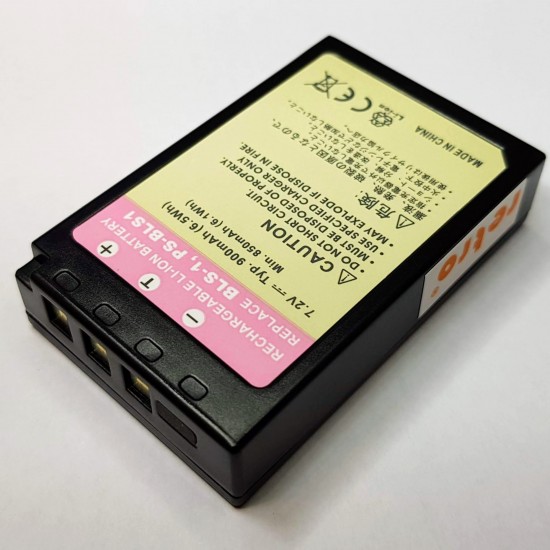 RECHARGEABLE LI-ION BATTERY
REPLACE BLS-1, PS-BLS1
+ T −
7.2V Typ. 900mAh (6.5Wh)
Min. 850mAh (6.1Wh)
CAUTION
• DO NOT SHORT CIRCUIT.
• MUST BE DISPOSED OF PROPERLY.
• USE SPECIFIED CHARGER ONLY
• MAY EXPLODE IF DISPOSE IN FIRE.
危険:
Li-ion
CE
MADE IN CHINA
retro